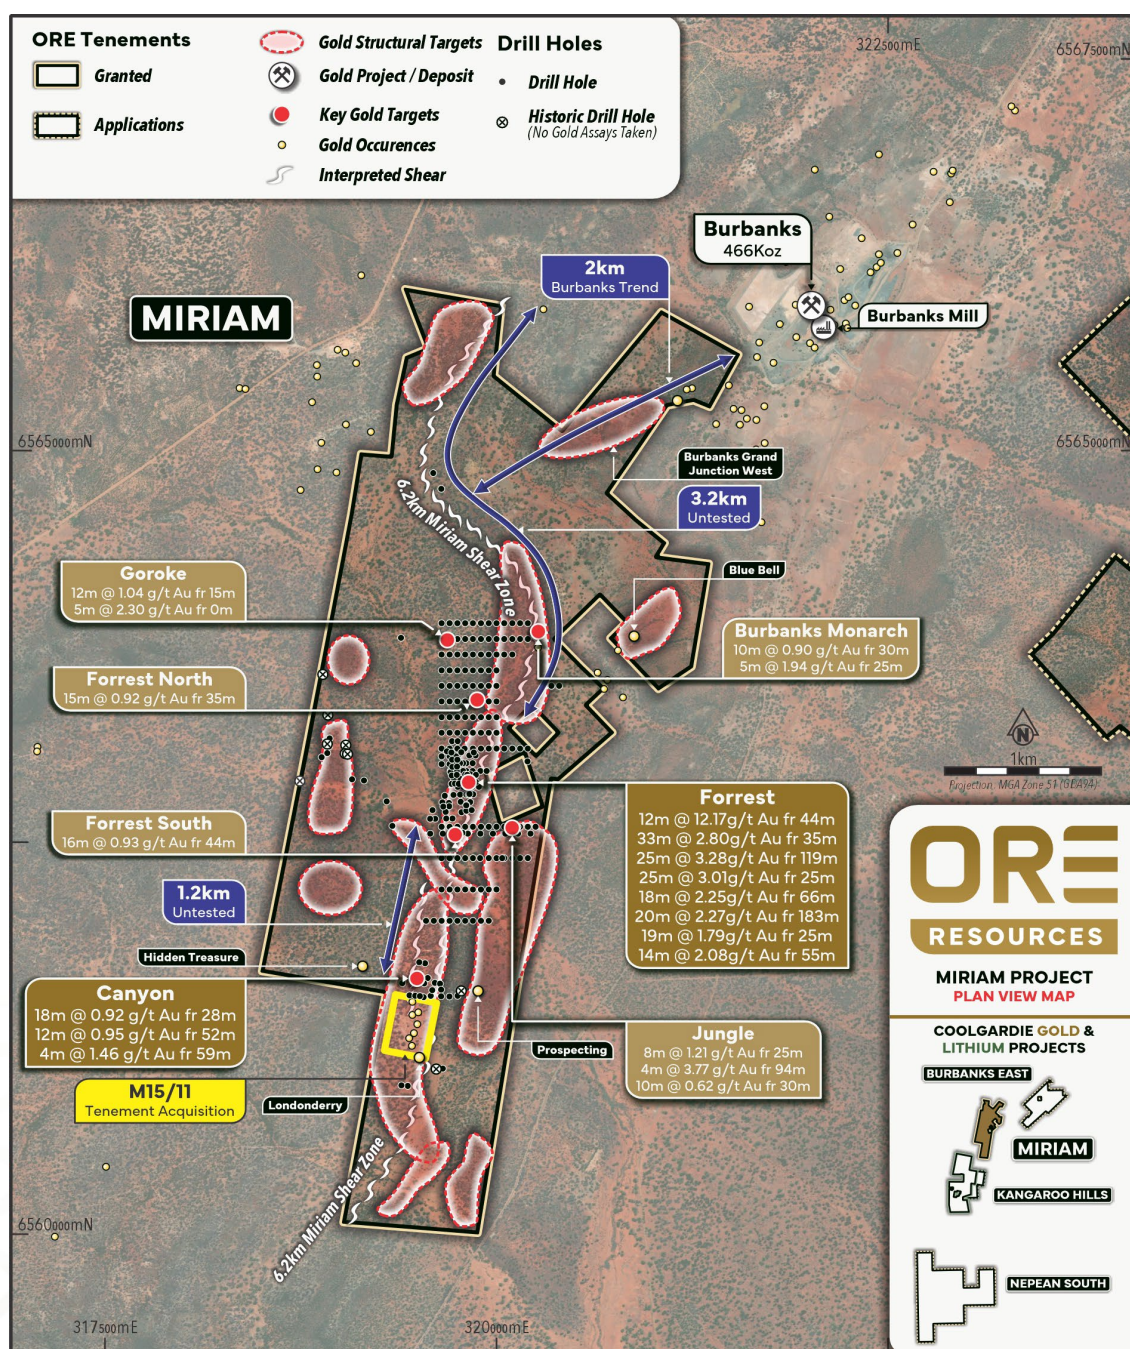 ORE Tenements
Granted
Applications
Gold Structural Targets
Gold Project / Deposit
Key Gold Targets
Gold Occurences
Interpreted Shear
Drill Holes
Drill Hole
Historic Drill Hole
(No Gold Assays Taken)
322500mE
6567500mN
MIRIAM
2km
Burbanks Trend
Burbanks
466Koz
Burbanks Mill
6565000mN
6565000mN
Burbanks Grand
Junction West
3.2km
Untested
6.2km Miriam Shear Zone
Blue Bell
Goroke
12m @ 1.04 g/t Au fr 15m
5m @ 2.30 g/t Au fr 0m
Burbanks Monarch
10m @ 0.90 g/t Au fr 30m
5m @ 1.94 g/t Au fr 25m
Forrest North
15m @ 0.92 g/t Au fr 35m
N
1km
Projection. MGA Zone 51 (GDA94)
Forrest
12m @ 12.17g/t Au fr 44m
33m @ 2.80g/t Au fr 35m
25m @ 3.28g/t Au fr 119m
25m @ 3.01g/t Au fr 25m
18m @ 2.25g/t Au fr 66m
20m @ 2.27g/t Au fr 183m
19m @ 1.79g/t Au fr 25m
14m @ 2.08g/t Au fr 55m
Forrest South
16m @ 0.93 g/t Au fr 44m
1.2km
Untested
Hidden Treasure
Canyon
18m @ 0.92 g/t Au fr 28m
12m @ 0.95 g/t Au fr 52m
4m @ 1.46 g/t Au fr 59m
Prospecting
Jungle
8m @ 1.21 g/t Au fr 25m
4m @ 3.77 g/t Au fr 94m
10m @ 0.62 g/t Au fr 30m
M15/11
Tenement Acquisition
Londonderry
6.2km Miriam Shear Zone
6560000mN
317500mE
320000mE
ORE
RESOURCES
MIRIAM PROJECT
PLAN VIEW MAP
COOLGARDIE GOLD &
LITHIUM PROJECTS
BURBANKS EAST
MIRIAM
KANGAROO HILLS
NEPEAN SOUTH